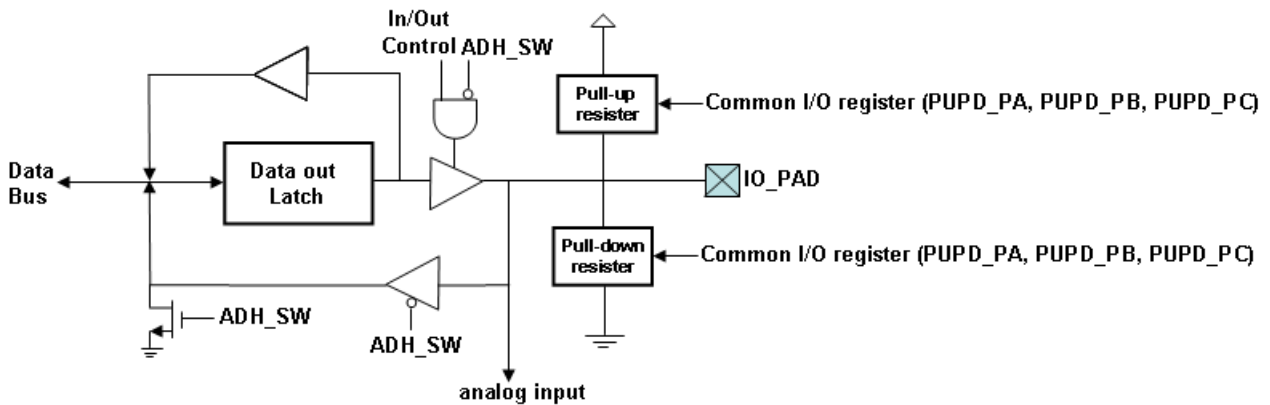 In/Out
Control ADH_SW
Pull-up
resister
Common I/O register (PUPD_PA, PUPD_PB, PUPD_PC)
Data
Bus
Data out
Latch
IO_PAD
Pull-down
resister
Common I/O register (PUPD_PA, PUPD_PB, PUPD_PC)
ADH_SW
ADH_SW
analog input